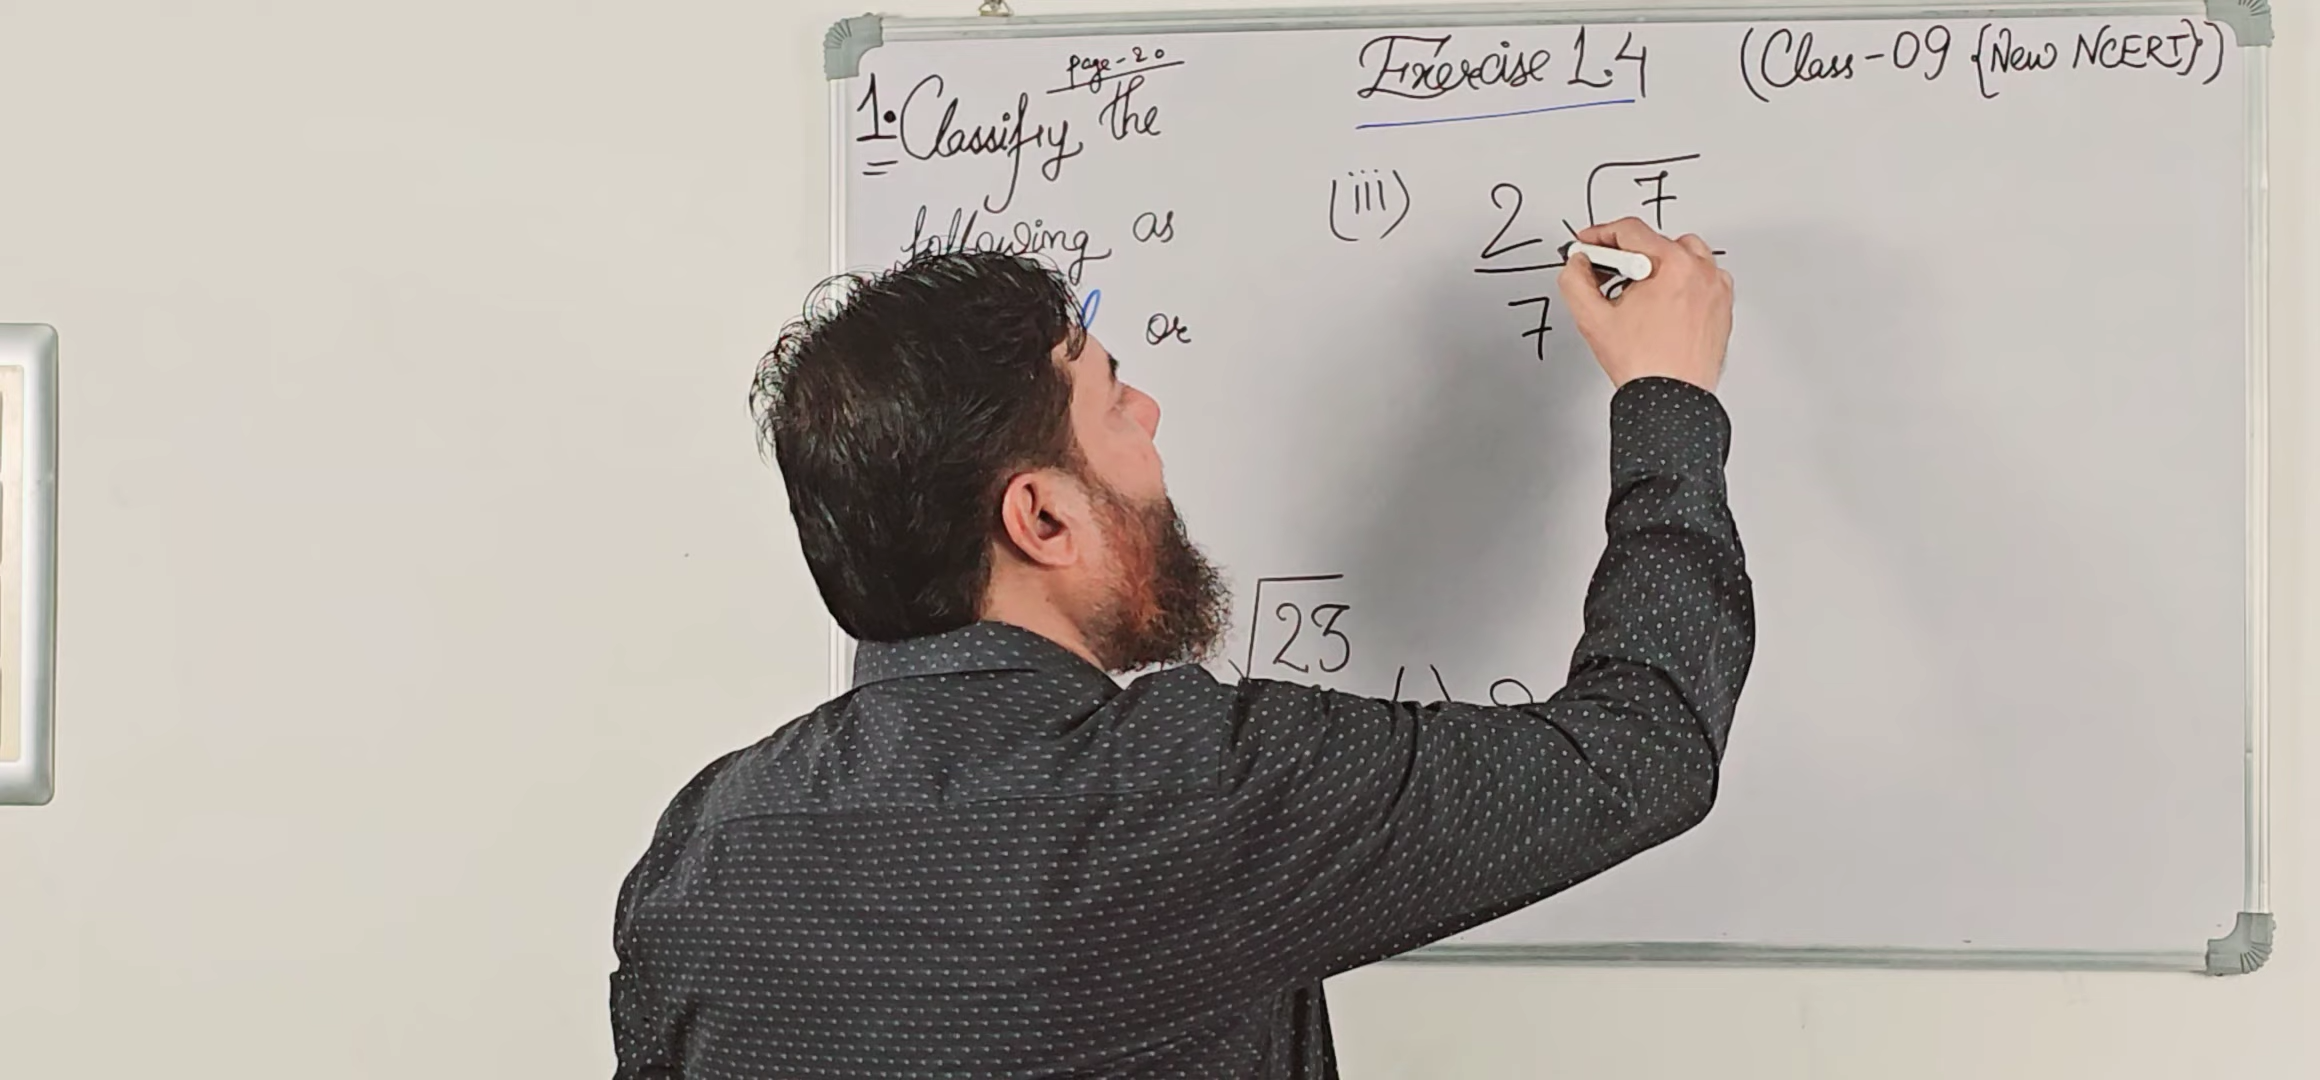 page-20
Exercise 1.4 (Class-09 {New NCERT})
1. Classify the
following as
or
(iii) 2√7
7
√23